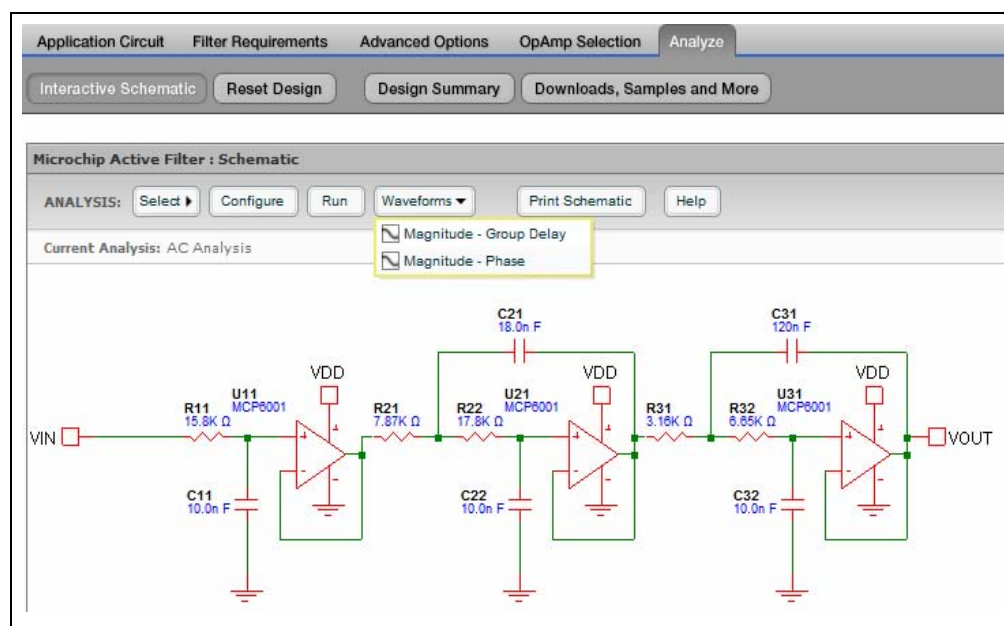 Application Circuit Filter Requirements Advanced Options OpAmp Selection Analyze
Interactive Schematic Reset Design Design Summary Downloads, Samples and More
Microchip Active Filter : Schematic
ANALYSIS: Select Configure Run Waveforms Print Schematic Help
Magnitude - Group Delay
Current Analysis: AC Analysis
Magnitude - Phase
C21
18.0n F
C31
120n F
VDD
VDD
VDD
R11
15.8K Ω
U11
MCP6001
R21
7.87K Ω
R22
17.8K Ω
U21
MCP6001
R31
3.16K Ω
R32
6.65K Ω
U31
MCP6001
VIN
+
-
+
-
+
-
+
-
+
-
+
-
VOUT
C11
10.0n F
C22
10.0n F
C32
10.0n F